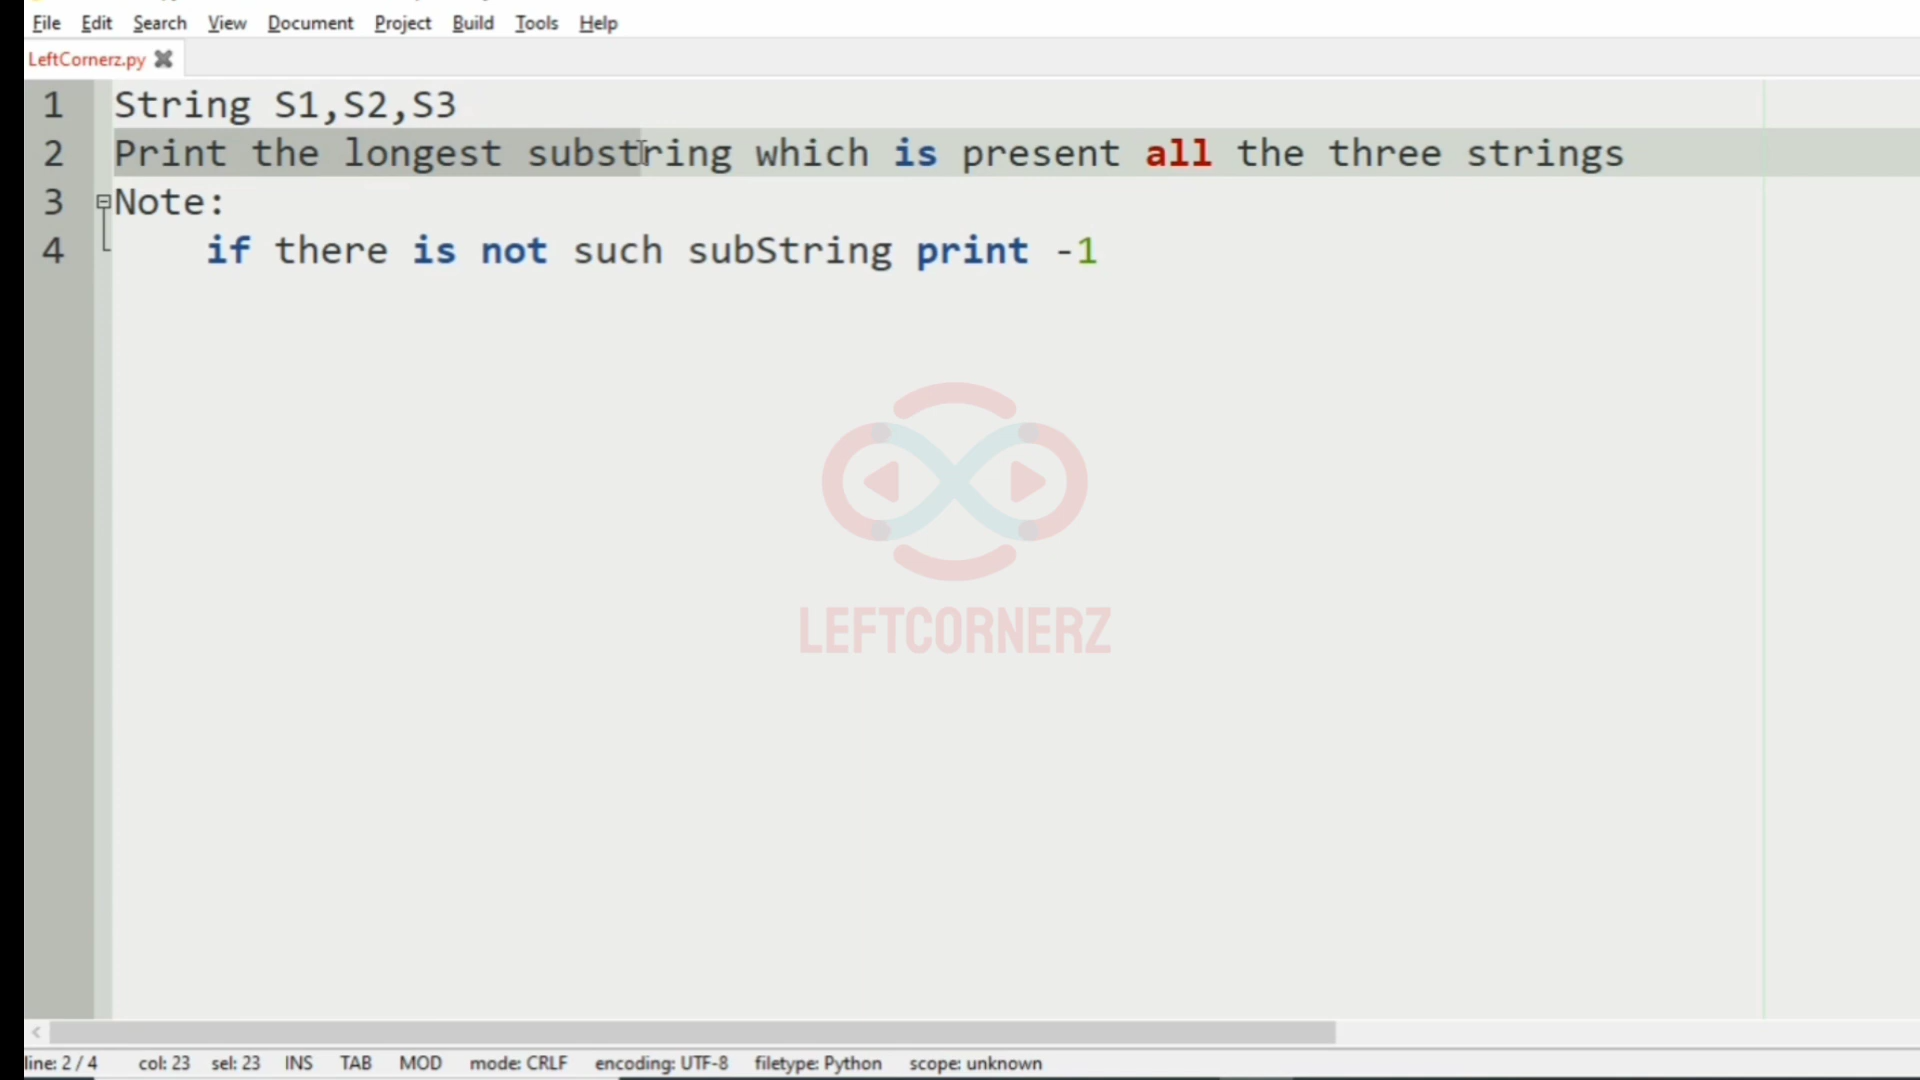 File Edit Search View Document Project Build Tools Help
LeftCornerz.py
1 String S1,S2,S3
2 Print the longest substring which is present all the three strings
3 Note:
4 if there is not such subString print -1
LEFTCORNERZ
line: 2 / 4 col: 23 sel: 23 INS TAB MOD mode: CRLF encoding: UTF-8 filetype: Python scope: unknown